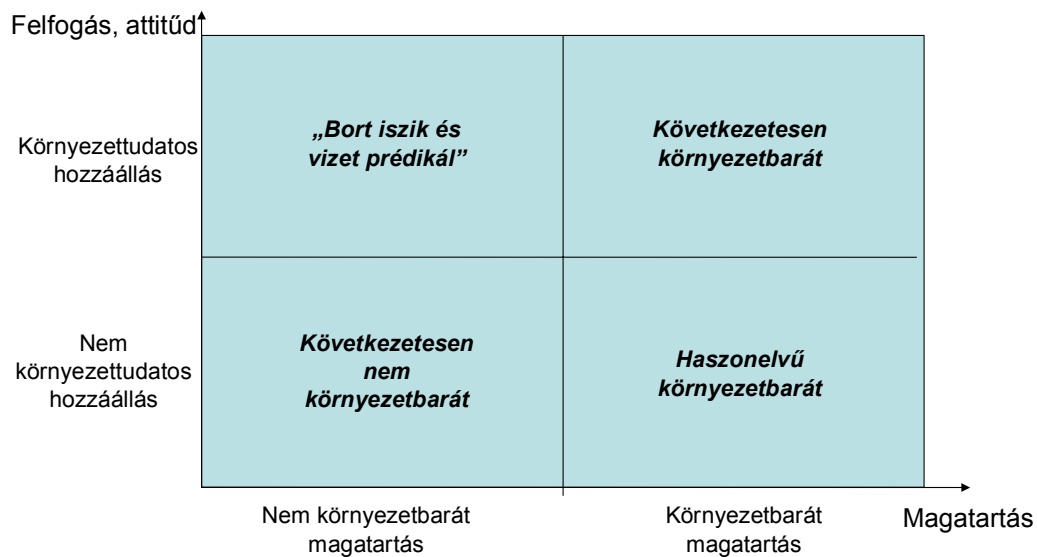 Felfogás, attitűd
Környezettudatos
hozzáállás
„Bort iszik és
vizet prédikál”
Következetesen
környezetbarát
Nem
környezettudatos
hozzáállás
Következetesen
nem
környezetbarát
Haszonelvű
környezetbarát
Nem környezetbarát
magatartás
Környezetbarát
magatartás
Magatartás